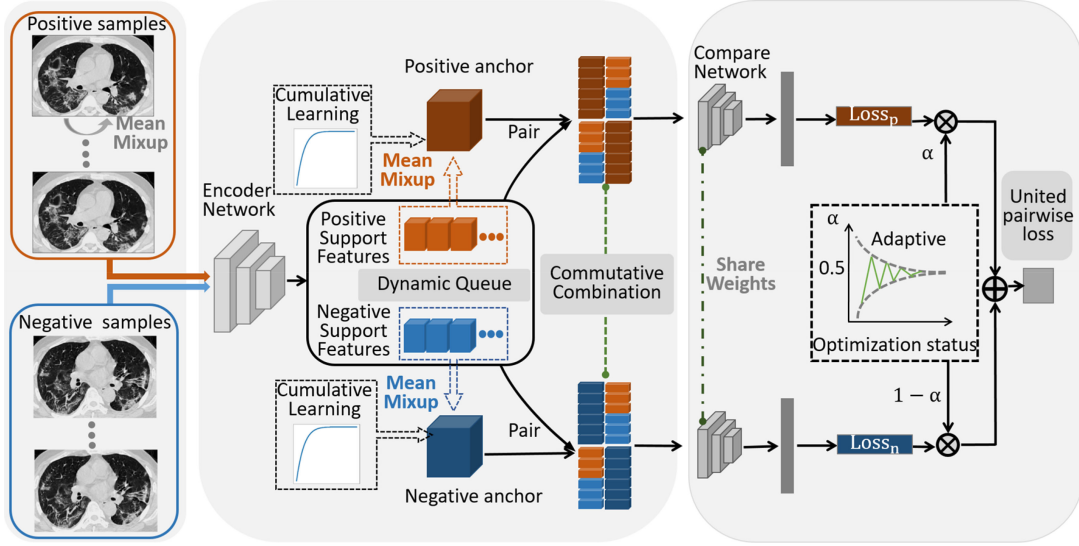 Positive samples
Mean
Mixup
Negative samples
Encoder
Network
Cumulative
Learning
Positive anchor
Pair
Mean
Mixup
Positive
Support
Features
Dynamic Queue
Negative
Support
Features
Mean
Mixup
Cumulative
Learning
Pair
Negative anchor
Commutative
Combination
Compare
Network
Share
Weights
Loss_p
α
α
Adaptive
0.5
Optimization status
1 − α
Loss_n
United
pairwise
loss